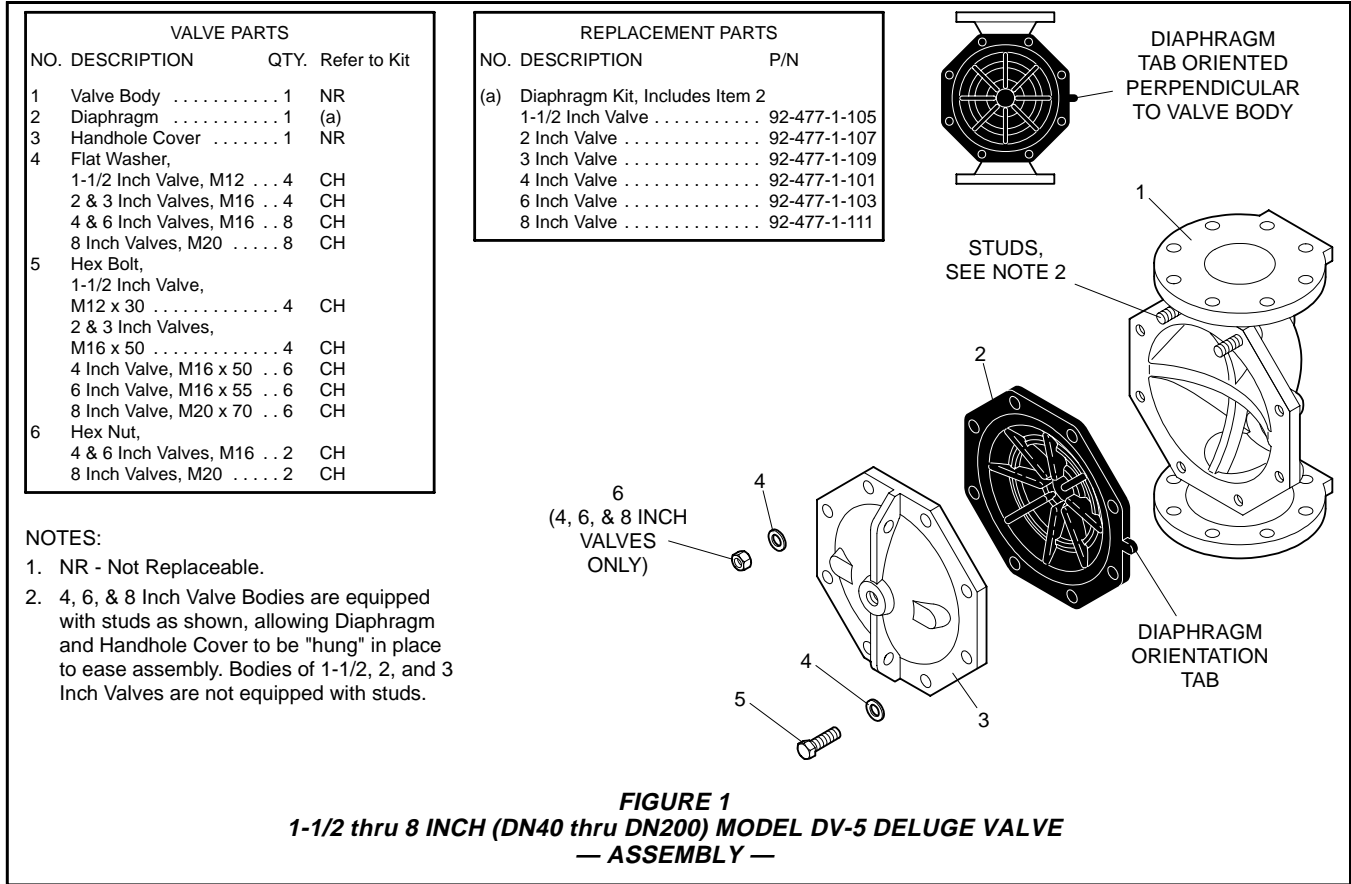 VALVE PARTS
NO. DESCRIPTION QTY. Refer to Kit
1 Valve Body . . . . . . . . . . . 1 NR
2 Diaphragm . . . . . . . . . . . 1 (a)
3 Handhole Cover . . . . . . . 1 NR
4 Flat Washer,
1-1/2 Inch Valve, M12 . . . 4 CH
2 & 3 Inch Valves, M16 . . 4 CH
4 & 6 Inch Valves, M16 . . 8 CH
8 Inch Valves, M20 . . . . . 8 CH
5 Hex Bolt,
1-1/2 Inch Valve,
M12 x 30 . . . . . . . . . . . . . 4 CH
2 & 3 Inch Valves,
M16 x 50 . . . . . . . . . . . . . 4 CH
4 Inch Valve, M16 x 50 . . 6 CH
6 Inch Valve, M16 x 55 . . 6 CH
8 Inch Valve, M20 x 70 . . 6 CH
6 Hex Nut,
4 & 6 Inch Valves, M16 . . 2 CH
8 Inch Valves, M20 . . . . . 2 CH
REPLACEMENT PARTS
NO. DESCRIPTION P/N
(a) Diaphragm Kit, Includes Item 2
1-1/2 Inch Valve . . . . . . . . . . . 92-477-1-105
2 Inch Valve . . . . . . . . . . . . . . 92-477-1-107
3 Inch Valve . . . . . . . . . . . . . . 92-477-1-109
4 Inch Valve . . . . . . . . . . . . . . 92-477-1-101
6 Inch Valve . . . . . . . . . . . . . . 92-477-1-103
8 Inch Valve . . . . . . . . . . . . . . 92-477-1-111
DIAPHRAGM
TAB ORIENTED
PERPENDICULAR
TO VALVE BODY
1
STUDS,
SEE NOTE 2
2
4
6
(4, 6, & 8 INCH
VALVES
ONLY)
DIAPHRAGM
ORIENTATION
TAB
4
5
3
NOTES:
1. NR - Not Replaceable.
2. 4, 6, & 8 Inch Valve Bodies are equipped
with studs as shown, allowing Diaphragm
and Handhole Cover to be "hung" in place
to ease assembly. Bodies of 1-1/2, 2, and 3
Inch Valves are not equipped with studs.
FIGURE 1
1-1/2 thru 8 INCH (DN40 thru DN200) MODEL DV-5 DELUGE VALVE
— ASSEMBLY —